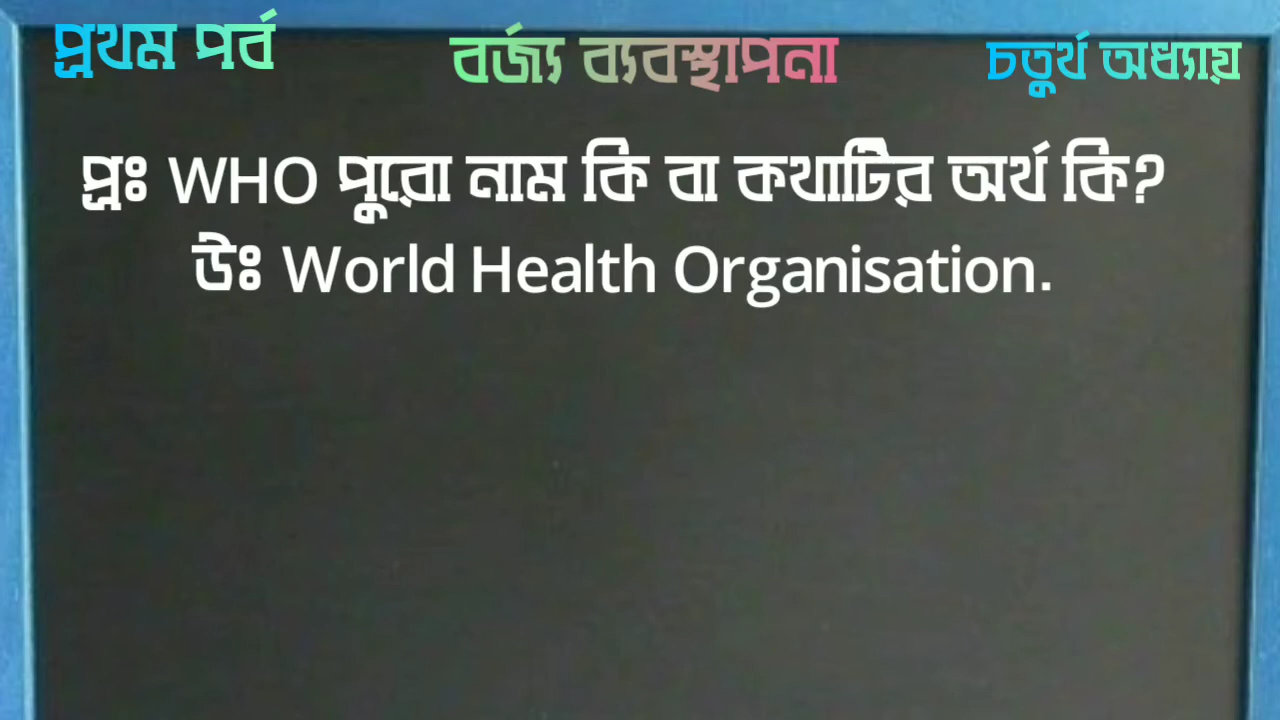 প্রথম পর্ব বর্জ্য ব্যবস্থাপনা চতুর্থ অধ্যায়
প্রঃ WHO পুরো নাম কি বা কথাটির অর্থ কি?
উঃ World Health Organisation.